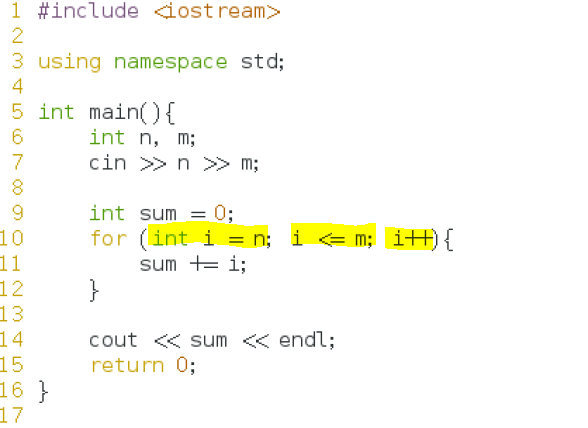 1 #include <iostream>
2
3 using namespace std;
4
5 int main(){
6     int n, m;
7     cin >> n >> m;
8
9     int sum = 0;
10     for (int i = n; i <= m; i++){
11         sum += i;
12     }
13
14     cout << sum << endl;
15     return 0;
16 }
17